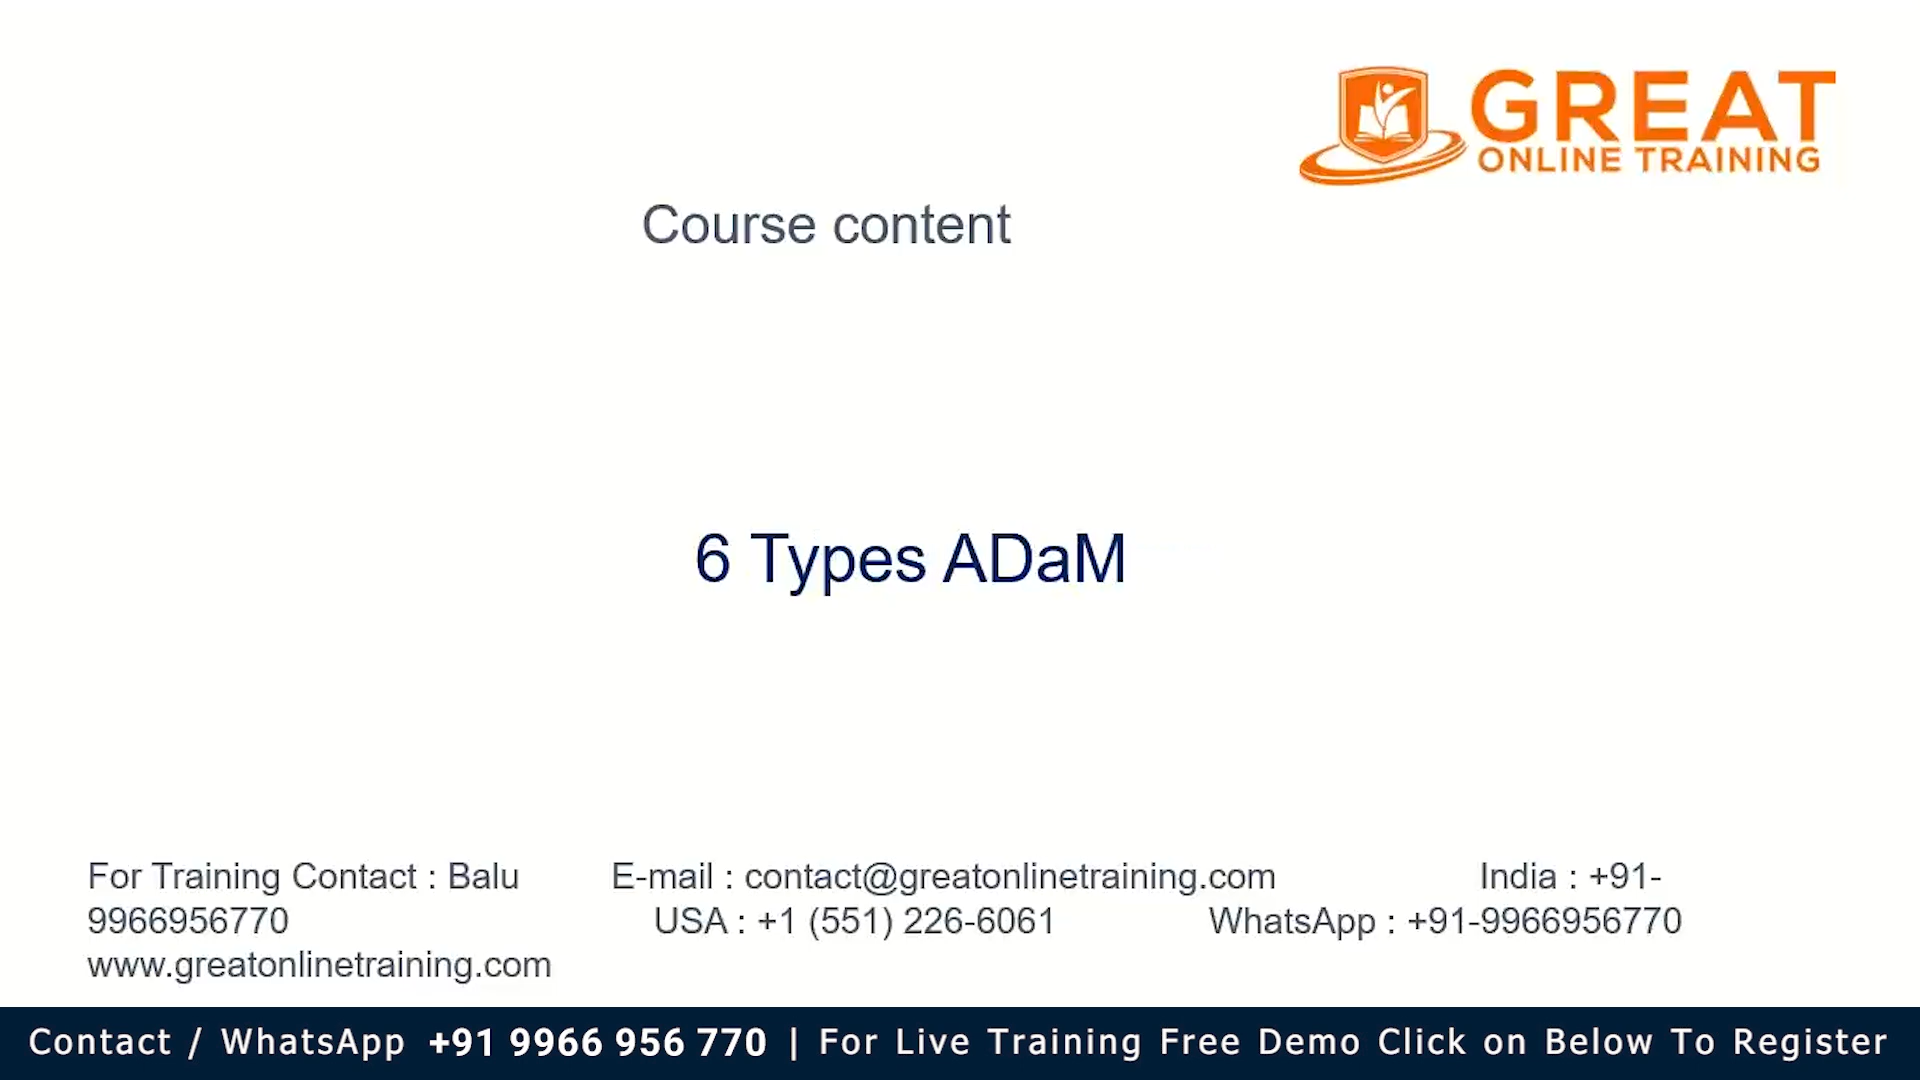 GREAT
ONLINE TRAINING
Course content
6 Types ADaM
For Training Contact : Balu E-mail : contact@greatonlinetraining.com India : +91-
9966956770 USA : +1 (551) 226-6061 WhatsApp : +91-9966956770
www.greatonlinetraining.com
Contact / WhatsApp +91 9966 956 770 | For Live Training Free Demo Click on Below To Register